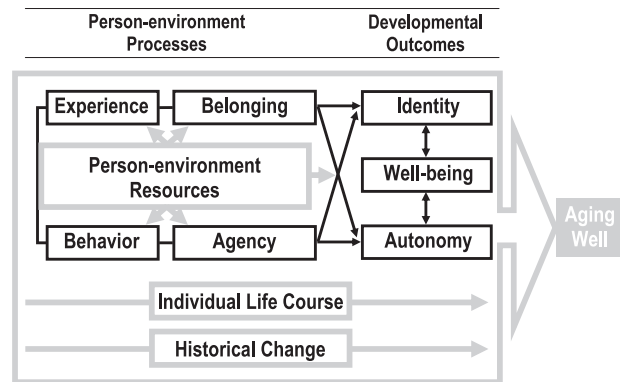 Person-environment
Processes
Developmental
Outcomes
Experience
Belonging
Identity
Person-environment
Resources
Well-being
Behavior
Agency
Autonomy
Aging
Well
Individual Life Course
Historical Change